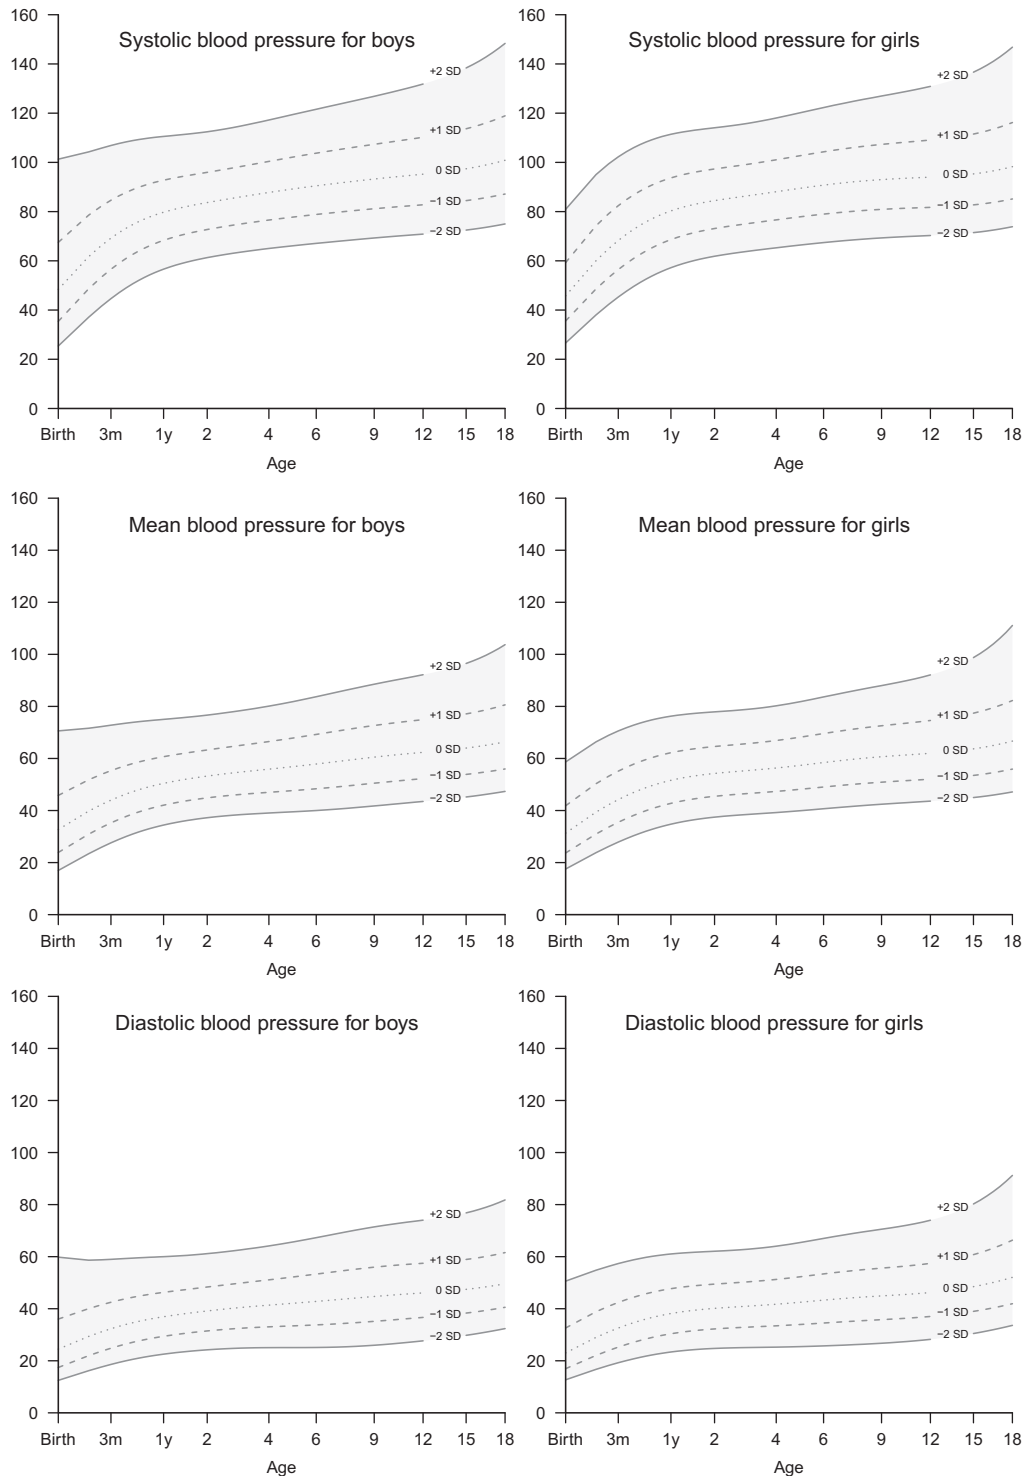 Systolic blood pressure for boys
160
140
120
100
80
60
40
20
0
+2 SD
+1 SD
0 SD
−1 SD
−2 SD
Birth 3m 1y 2 4 6 9 12 15 18
Age
Systolic blood pressure for girls
160
140
120
100
80
60
40
20
0
+2 SD
+1 SD
0 SD
−1 SD
−2 SD
Birth 3m 1y 2 4 6 9 12 15 18
Age
Mean blood pressure for boys
160
140
120
100
80
60
40
20
0
+2 SD
+1 SD
0 SD
−1 SD
−2 SD
Birth 3m 1y 2 4 6 9 12 15 18
Age
Mean blood pressure for girls
160
140
120
100
80
60
40
20
0
+2 SD
+1 SD
0 SD
−1 SD
−2 SD
Birth 3m 1y 2 4 6 9 12 15 18
Age
Diastolic blood pressure for boys
160
140
120
100
80
60
40
20
0
+2 SD
+1 SD
0 SD
−1 SD
−2 SD
Birth 3m 1y 2 4 6 9 12 15 18
Age
Diastolic blood pressure for girls
160
140
120
100
80
60
40
20
0
+2 SD
+1 SD
0 SD
−1 SD
−2 SD
Birth 3m 1y 2 4 6 9 12 15 18
Age